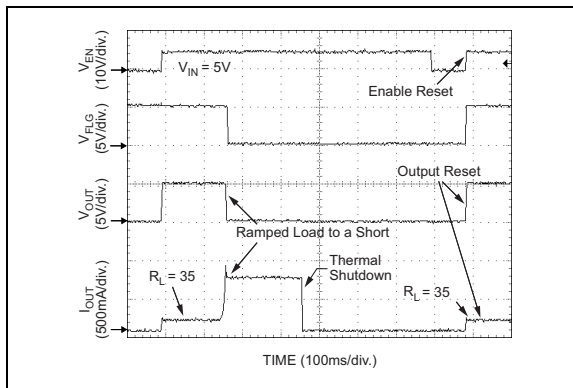 V_EN
(10V/div.)
V_IN = 5V
Enable Reset
V_FLG
(5V/div.)
Output Reset
V_OUT
(5V/div.)
Ramped Load to a Short
Thermal
Shutdown
R_L = 35
R_L = 35
I_OUT
(500mA/div.)
TIME (100ms/div.)